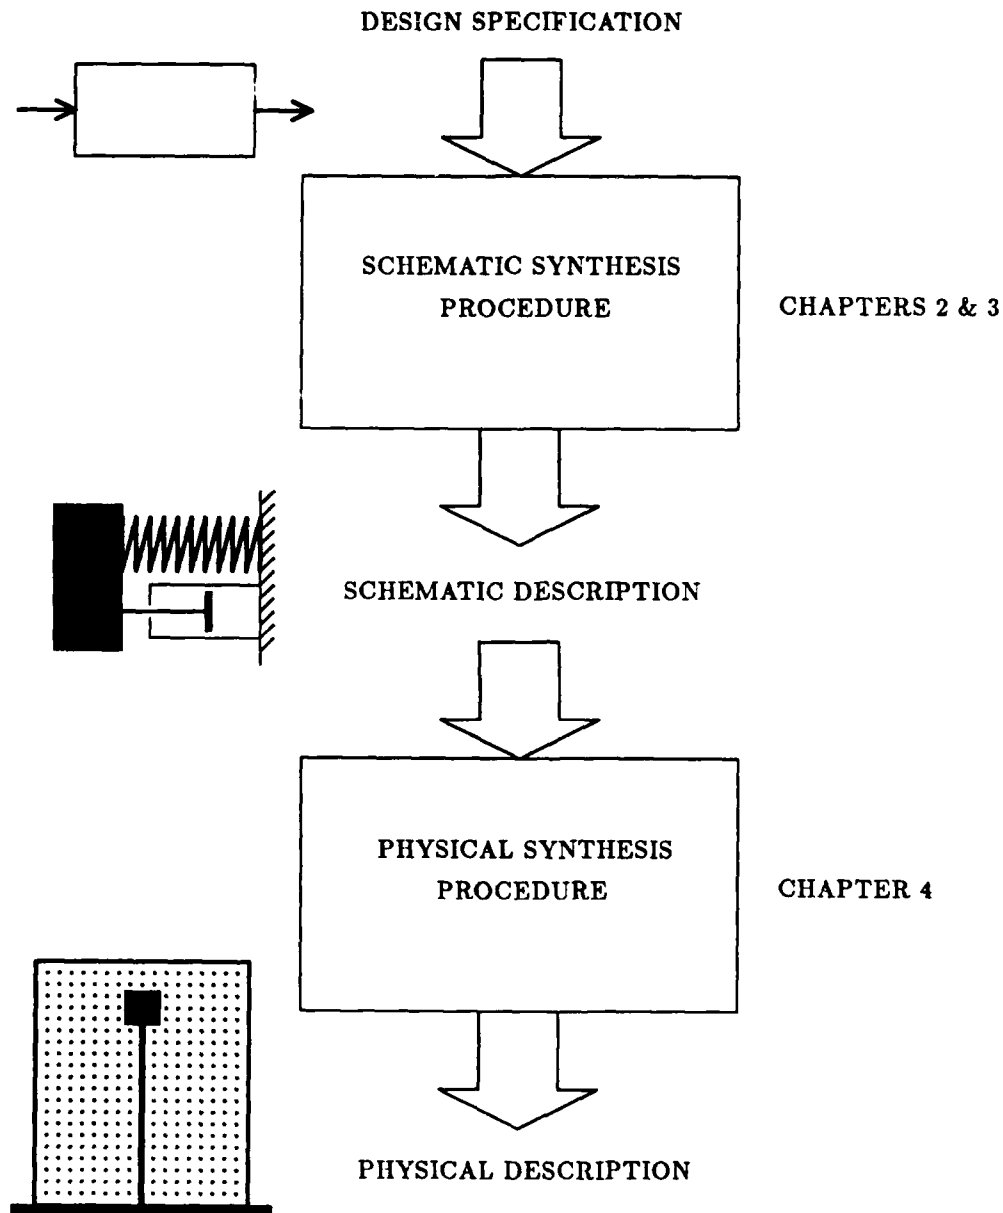 DESIGN SPECIFICATION
SCHEMATIC SYNTHESIS
PROCEDURE
CHAPTERS 2 & 3
SCHEMATIC DESCRIPTION
PHYSICAL SYNTHESIS
PROCEDURE
CHAPTER 4
PHYSICAL DESCRIPTION